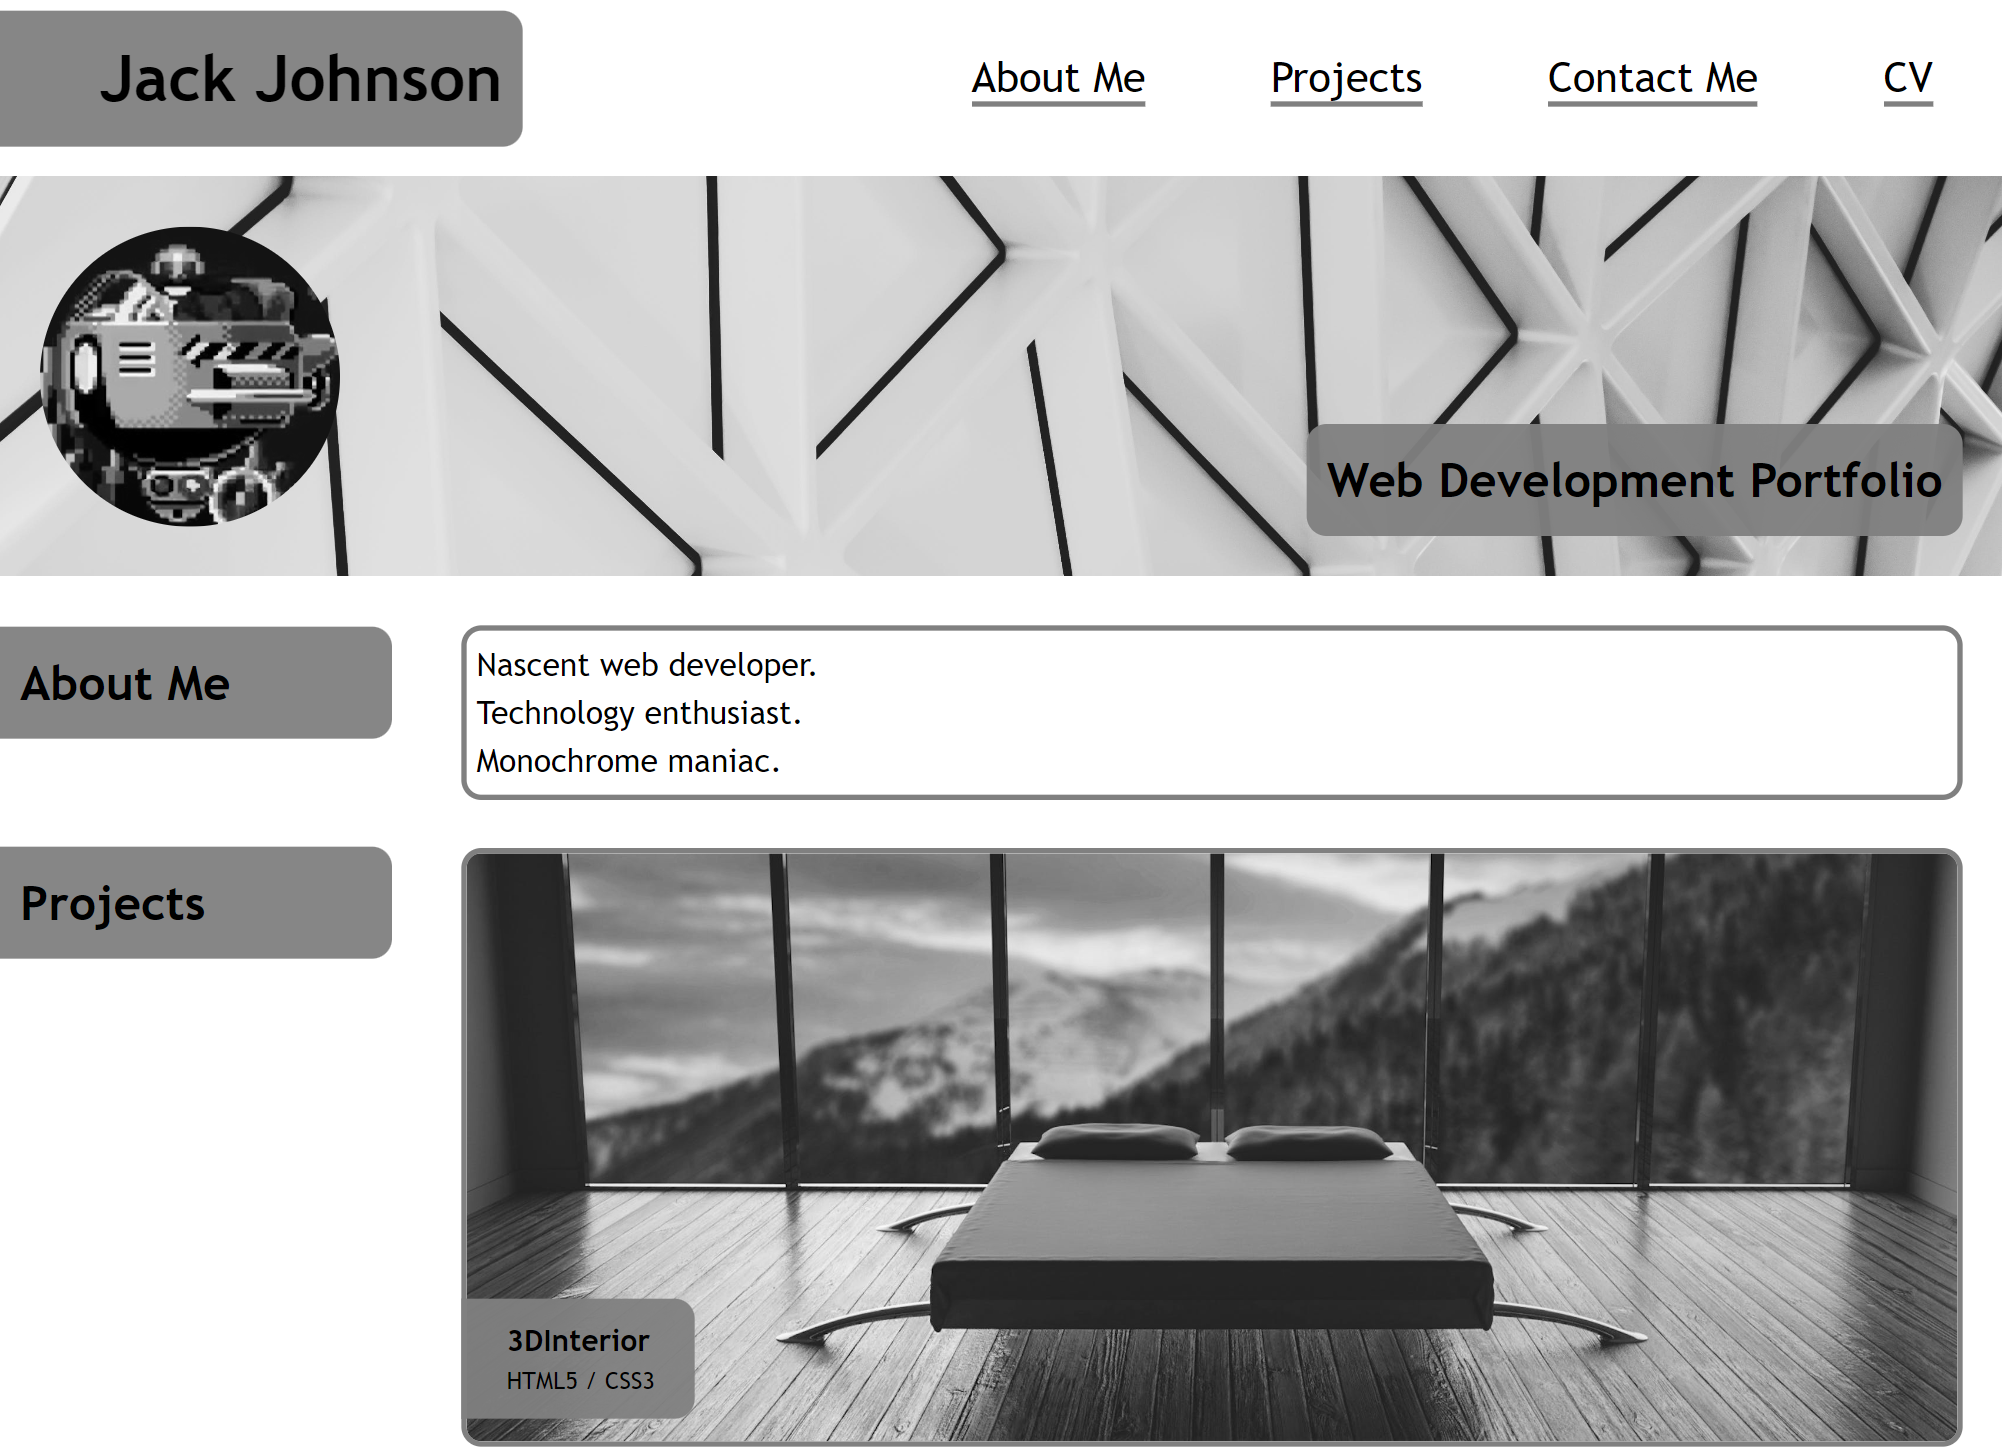 Jack Johnson
About Me
Projects
Contact Me
CV
Web Development Portfolio
About Me
Nascent web developer.
Technology enthusiast.
Monochrome maniac.
Projects
3DInterior
HTML5 / CSS3